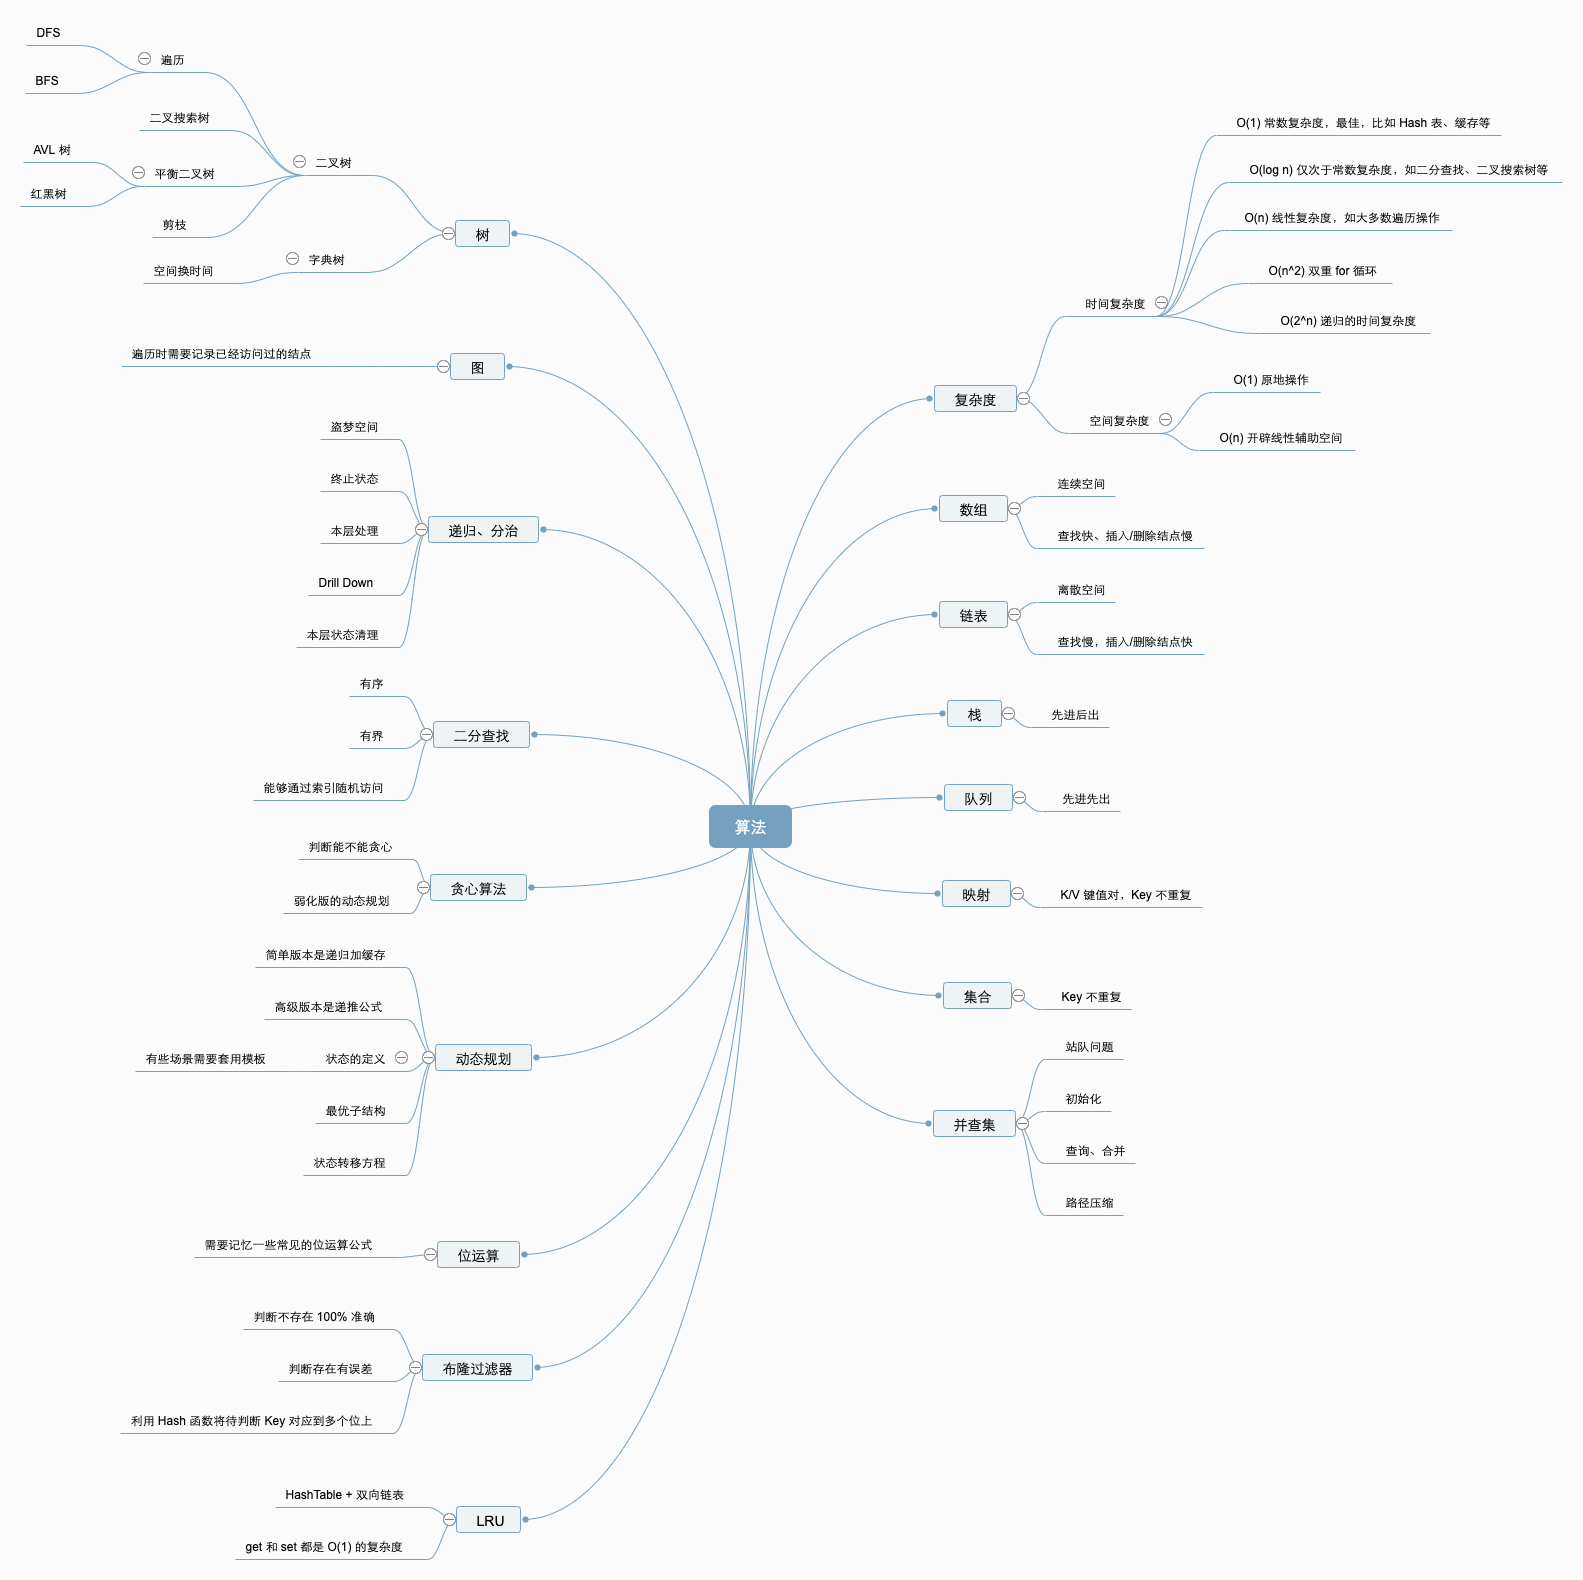 算法
复杂度
时间复杂度
O(1) 常数复杂度，最佳，比如 Hash 表、缓存等
O(log n) 仅次于常数复杂度，如二分查找、二叉搜索树等
O(n) 线性复杂度，如大多数遍历操作
O(n^2) 双重 for 循环
O(2^n) 递归的时间复杂度
空间复杂度
O(1) 原地操作
O(n) 开辟线性辅助空间
数组
连续空间
查找快、插入/删除结点慢
链表
离散空间
查找慢，插入/删除结点快
栈
先进后出
队列
先进先出
映射
K/V 键值对，Key 不重复
集合
Key 不重复
并查集
站队问题
初始化
查询、合并
路径压缩
树
二叉树
遍历
DFS
BFS
二叉搜索树
平衡二叉树
AVL 树
红黑树
剪枝
字典树
空间换时间
图
遍历时需要记录已经访问过的结点
递归、分治
盗梦空间
终止状态
本层处理
Drill Down
本层状态清理
二分查找
有序
有界
能够通过索引随机访问
贪心算法
判断能不能贪心
弱化版的动态规划
动态规划
简单版本是递归加缓存
高级版本是递推公式
状态的定义
有些场景需要套用模板
最优子结构
状态转移方程
位运算
需要记忆一些常见的位运算公式
布隆过滤器
判断不存在 100% 准确
判断存在有误差
利用 Hash 函数将待判断 Key 对应到多个位上
LRU
HashTable + 双向链表
get 和 set 都是 O(1) 的复杂度